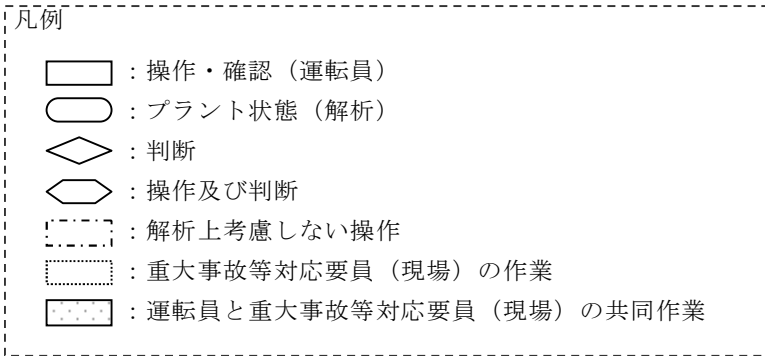 凡例
：操作・確認（運転員）
：プラント状態（解析）
：判断
：操作及び判断
：解析上考慮しない操作
：重大事故等対応要員（現場）の作業
：運転員と重大事故等対応要員（現場）の共同作業